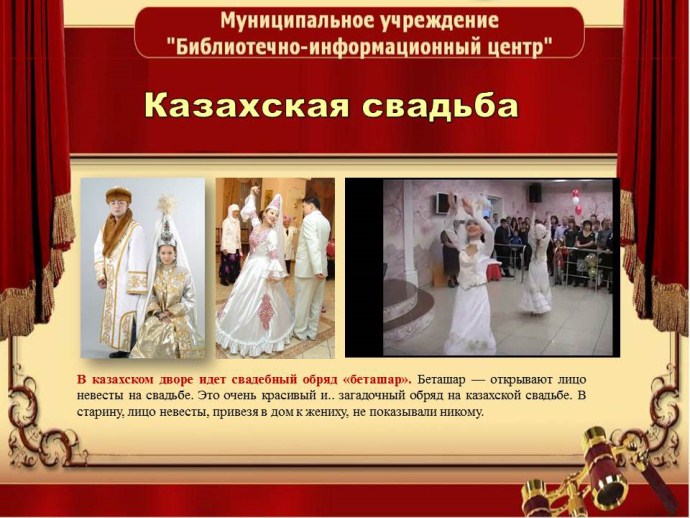 Муниципальное учреждение
"Библиотечно-информационный центр"
Казахская свадьба
В казахском дворе идет свадебный обряд «беташар». Беташар — открывают лицо
невесты на свадьбе. Это очень красивый и.. загадочный обряд на казахской свадьбе. В
старину, лицо невесты, привезя в дом к жениху, не показывали никому.